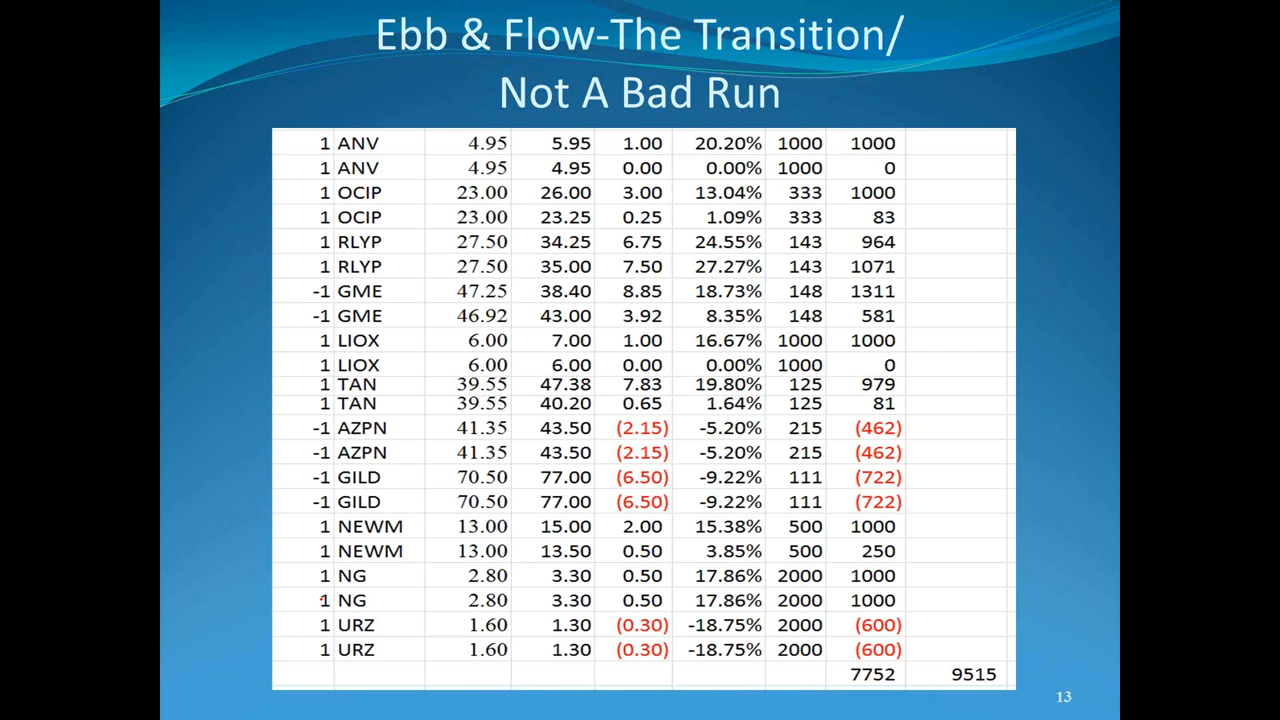 Ebb & Flow-The Transition/
Not A Bad Run
1 ANV 4.95 5.95 1.00 20.20% 1000 1000
1 ANV 4.95 4.95 0.00 0.00% 1000 0
1 OCIP 23.00 26.00 3.00 13.04% 333 1000
1 OCIP 23.00 23.25 0.25 1.09% 333 83
1 RLYP 27.50 34.25 6.75 24.55% 143 964
1 RLYP 27.50 35.00 7.50 27.27% 143 1071
-1 GME 47.25 38.40 8.85 18.73% 148 1311
-1 GME 46.92 43.00 3.92 8.35% 148 581
1 LIOX 6.00 7.00 1.00 16.67% 1000 1000
1 LIOX 6.00 6.00 0.00 0.00% 1000 0
1 TAN 39.55 47.38 7.83 19.80% 125 979
1 TAN 39.55 40.20 0.65 1.64% 125 81
-1 AZPN 41.35 43.50 (2.15) -5.20% 215 (462)
-1 AZPN 41.35 43.50 (2.15) -5.20% 215 (462)
-1 GILD 70.50 77.00 (6.50) -9.22% 111 (722)
-1 GILD 70.50 77.00 (6.50) -9.22% 111 (722)
1 NEWM 13.00 15.00 2.00 15.38% 500 1000
1 NEWM 13.00 13.50 0.50 3.85% 500 250
1 NG 2.80 3.30 0.50 17.86% 2000 1000
1 NG 2.80 3.30 0.50 17.86% 2000 1000
1 URZ 1.60 1.30 (0.30) -18.75% 2000 (600)
1 URZ 1.60 1.30 (0.30) -18.75% 2000 (600)
7752 9515
13